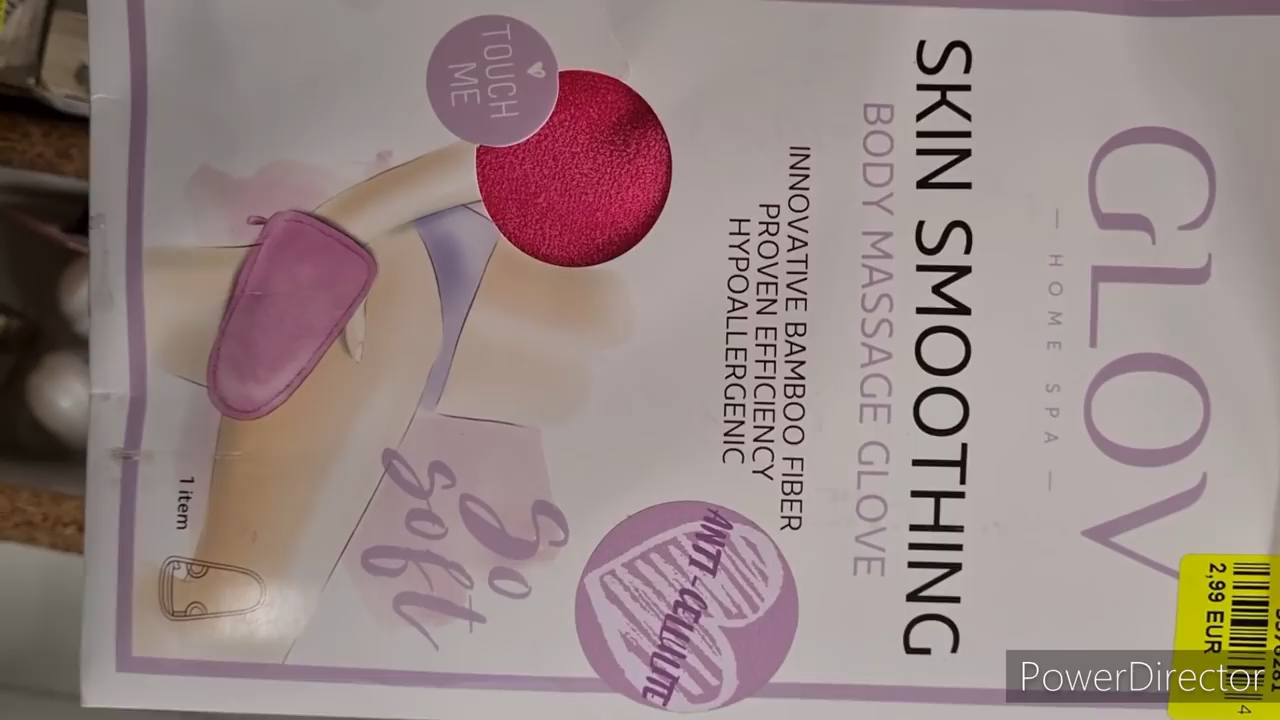 GLOV
— HOME SPA —
SKIN SMOOTHING
BODY MASSAGE GLOVE
INNOVATIVE BAMBOO FIBER
PROVEN EFFICIENCY
HYPOALLERGENIC
TOUCH
ME
ANTI-CELLULITE
So
soft
1 item
2,99 EUR
4
PowerDirector